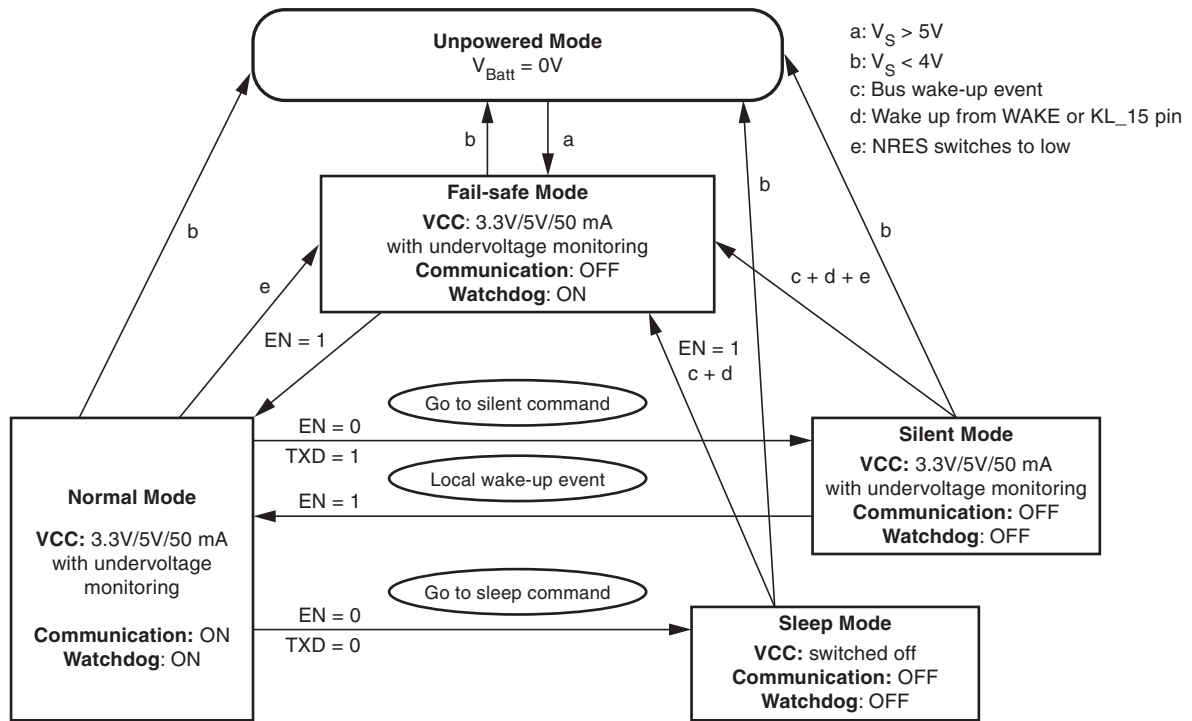 Unpowered Mode
V_Batt = 0V
a: V_S > 5V
b: V_S < 4V
c: Bus wake-up event
d: Wake up from WAKE or KL_15 pin
e: NRES switches to low
b
a
b
b
b
Fail-safe Mode
VCC: 3.3V/5V/50 mA
with undervoltage monitoring
Communication: OFF
Watchdog: ON
e
c + d + e
EN = 1
EN = 1
c + d
Go to silent command
EN = 0
TXD = 1
Local wake-up event
EN = 1
Silent Mode
VCC: 3.3V/5V/50 mA
with undervoltage monitoring
Communication: OFF
Watchdog: OFF
Normal Mode
VCC: 3.3V/5V/50 mA
with undervoltage
monitoring
Communication: ON
Watchdog: ON
Go to sleep command
EN = 0
TXD = 0
Sleep Mode
VCC: switched off
Communication: OFF
Watchdog: OFF